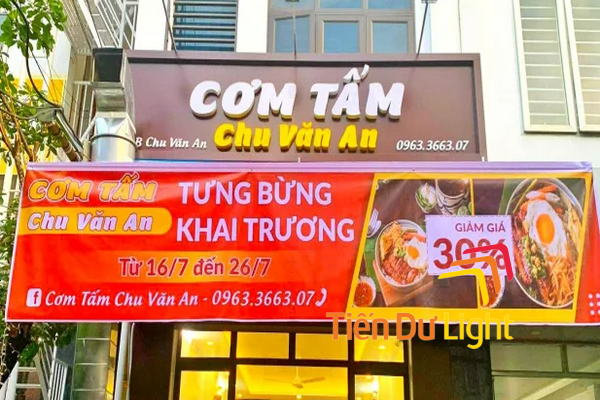 CƠM TẤM
Chu Văn An
8 Chu Văn An
0963.3663.07
CƠM TẤM
Chu Văn An
TƯNG BỪNG
KHAI TRƯƠNG
Từ 16/7 đến 26/7
Cơm Tấm Chu Văn An - 0963.3663.07
GIẢM GIÁ
30%
Tiến Dư Light